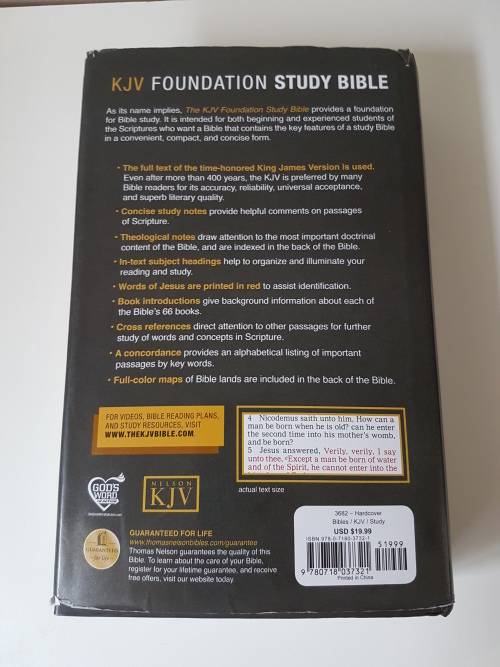 KJV FOUNDATION STUDY BIBLE
As its name implies, The KJV Foundation Study Bible provides a foundation
for Bible study. It is intended for both beginning and experienced students of
the Scriptures who want a Bible that contains the key features of a study Bible
in a convenient, compact, and concise form.
• The full text of the time-honored King James Version is used.
Even after more than 400 years, the KJV is preferred by many
Bible readers for its accuracy, reliability, universal acceptance,
and superb literary quality.
• Concise study notes provide helpful comments on passages
of Scripture.
• Theological notes draw attention to the most important doctrinal
content of the Bible, and are indexed in the back of the Bible.
• In-text subject headings help to organize and illuminate your
reading and study.
• Words of Jesus are printed in red to assist identification.
• Book introductions give background information about each of
the Bible's 66 books.
• Cross references direct attention to other passages for further
study of words and concepts in Scripture.
• A concordance provides an alphabetical listing of important
passages by key words.
• Full-color maps of Bible lands are included in the back of the Bible.
FOR VIDEOS, BIBLE READING PLANS,
AND STUDY RESOURCES, VISIT
WWW.THEKJVBIBLE.COM
4 Nicodemus saith unto him, How can a
man be born when he is old? can he enter
the second time into his mother's womb,
and be born?
5 Jesus answered, Verily, verily, I say
unto thee, Except a man be born of water
and of the Spirit, he cannot enter into the
actual text size
GOD'S
WORD
NELSON
KJV
GUARANTEED FOR LIFE
www.thomasnelsonbibles.com/guarantee
Thomas Nelson guarantees the quality of this
Bible. To learn about the care of your Bible,
register for your lifetime guarantee, and receive
free offers, visit our website today.
GUARANTEED
for Life
3682 – Hardcover
Bibles / KJV / Study
USD $19.99
ISBN 978-0-7180-3732-1
51999
9 780718 037321
Printed in China